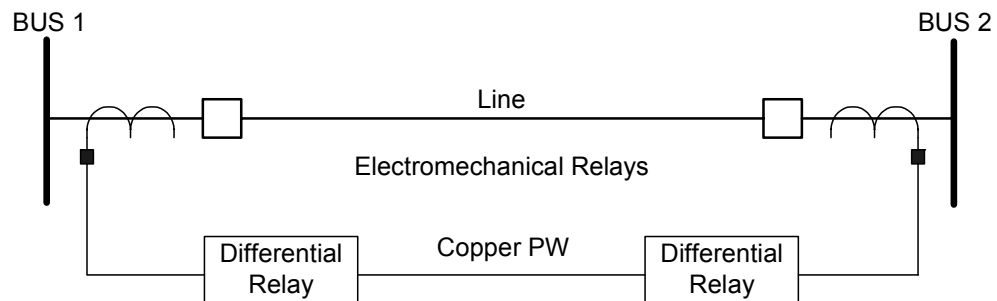 BUS 1
BUS 2
Line
Electromechanical Relays
Differential
Relay
Copper PW
Differential
Relay